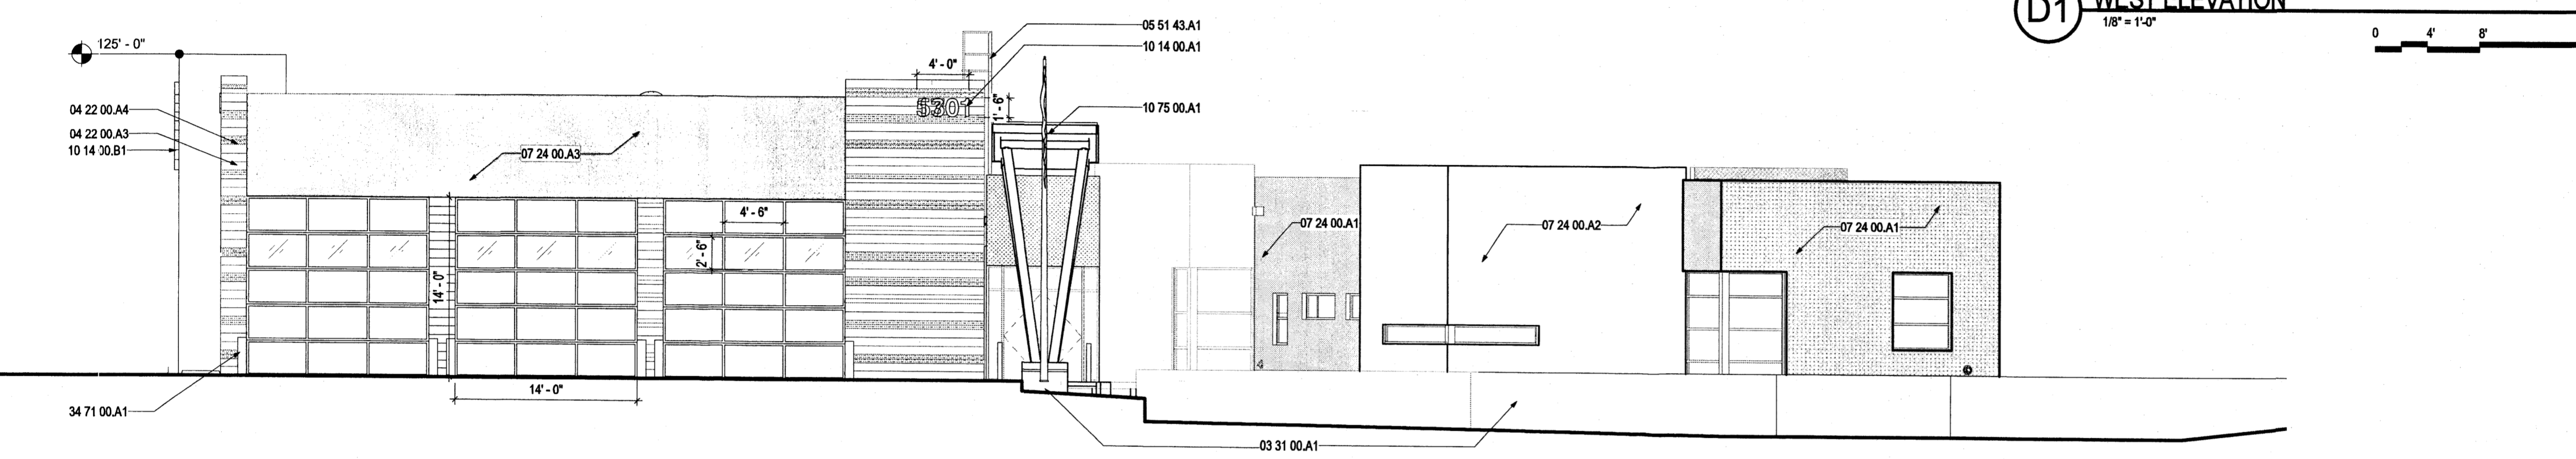 D1
WEST ELEVATION
1/8" = 1'-0"
0 4' 8'
125' - 0"
05 51 43.A1
10 14 00.A1
4' - 0"
5301
1' - 6"
10 75 00.A1
04 22 00.A4
04 22 00.A3
10 14 00.B1
07 24 00.A3
4' - 6"
2' - 6"
14' - 0"
07 24 00.A1
07 24 00.A2
07 24 00.A1
4
14' - 0"
34 71 00.A1
03 31 00.A1